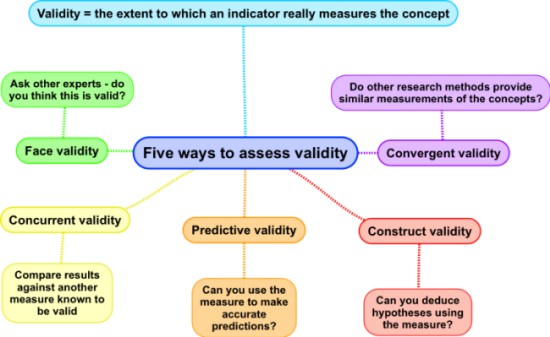 Validity = the extent to which an indicator really measures the concept
Ask other experts - do
you think this is valid?
Do other research methods provide
similar measurements of the concepts?
Face validity
Five ways to assess validity
Convergent validity
Concurrent validity
Predictive validity
Construct validity
Compare results
against another
measure known to
be valid
Can you use the
measure to make
accurate
predictions?
Can you deduce
hypotheses using
the measure?